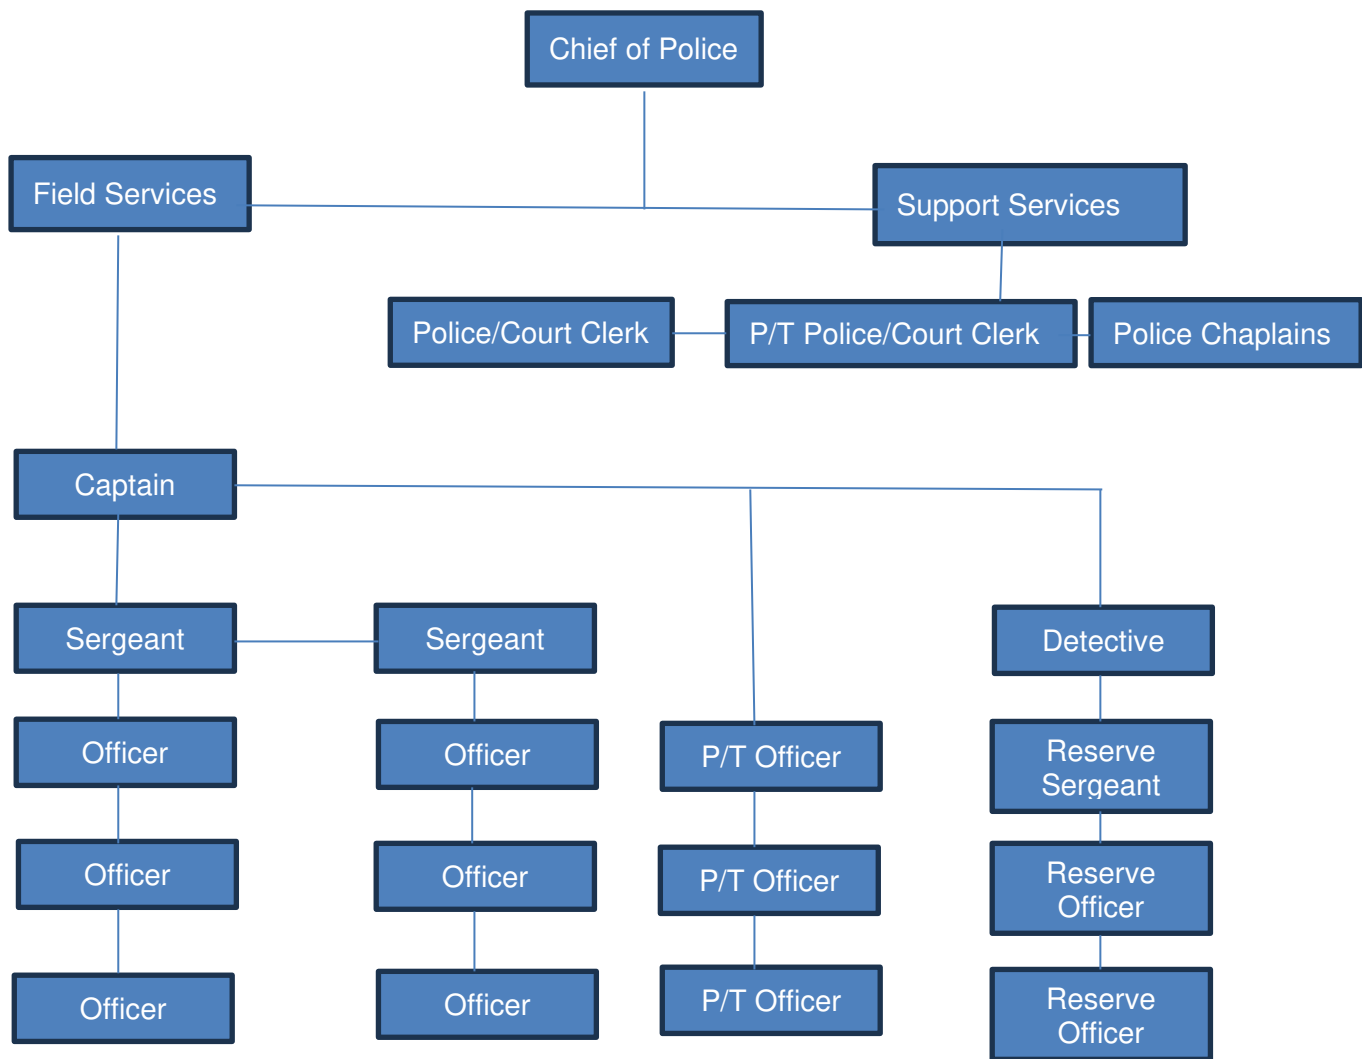 Chief of Police
Field Services
Support Services
Police/Court Clerk
P/T Police/Court Clerk
Police Chaplains
Captain
Sergeant
Sergeant
Detective
Officer
Officer
P/T Officer
Reserve
Sergeant
Officer
Officer
P/T Officer
Reserve
Officer
Officer
Officer
P/T Officer
Reserve
Officer